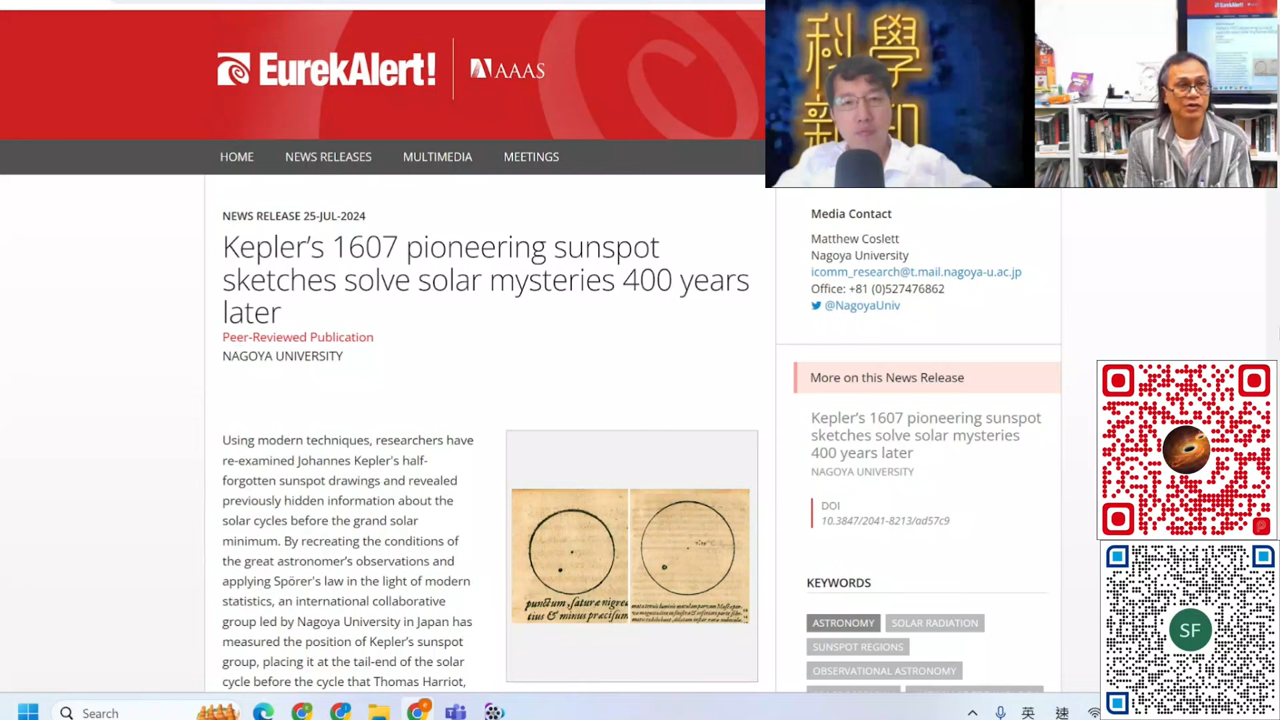 EurekAlert!
AAAS
科學
新知
HOME
NEWS RELEASES
MULTIMEDIA
MEETINGS
NEWS RELEASE 25-JUL-2024
Kepler's 1607 pioneering sunspot
sketches solve solar mysteries 400 years
later
Peer-Reviewed Publication
NAGOYA UNIVERSITY
Using modern techniques, researchers have
re-examined Johannes Kepler's half-
forgotten sunspot drawings and revealed
previously hidden information about the
solar cycles before the grand solar
minimum. By recreating the conditions of
the great astronomer's observations and
applying Spörer's law in the light of modern
statistics, an international collaborative
group led by Nagoya University in Japan has
measured the position of Kepler's sunspot
group, placing it at the tail-end of the solar
cycle before the cycle that Thomas Harriot,
Media Contact
Matthew Coslett
Nagoya University
icomm_research@t.mail.nagoya-u.ac.jp
Office: +81 (0)527476862
@NagoyaUniv
More on this News Release
Kepler's 1607 pioneering sunspot
sketches solve solar mysteries
400 years later
NAGOYA UNIVERSITY
DOI
10.3847/2041-8213/ad57c9
KEYWORDS
ASTRONOMY
SOLAR RADIATION
SUNSPOT REGIONS
OBSERVATIONAL ASTRONOMY
SF
Search
英
速